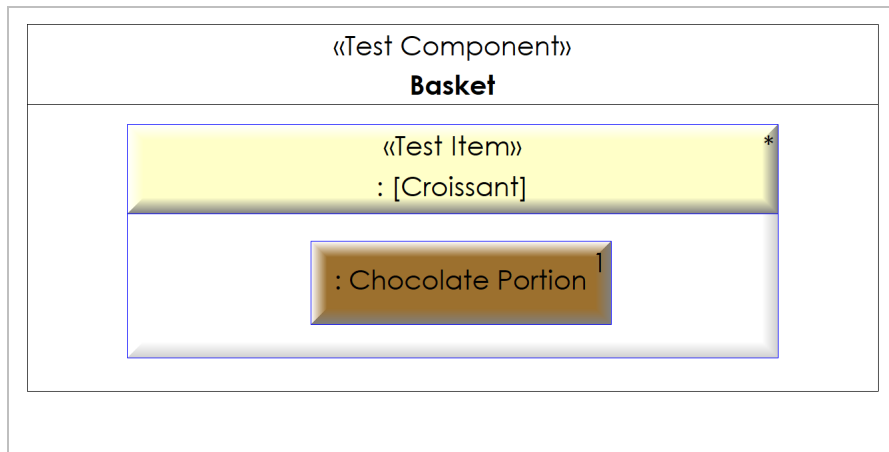 «Test Component»
Basket
«Test Item»
*
: [Croissant]
1
: Chocolate Portion